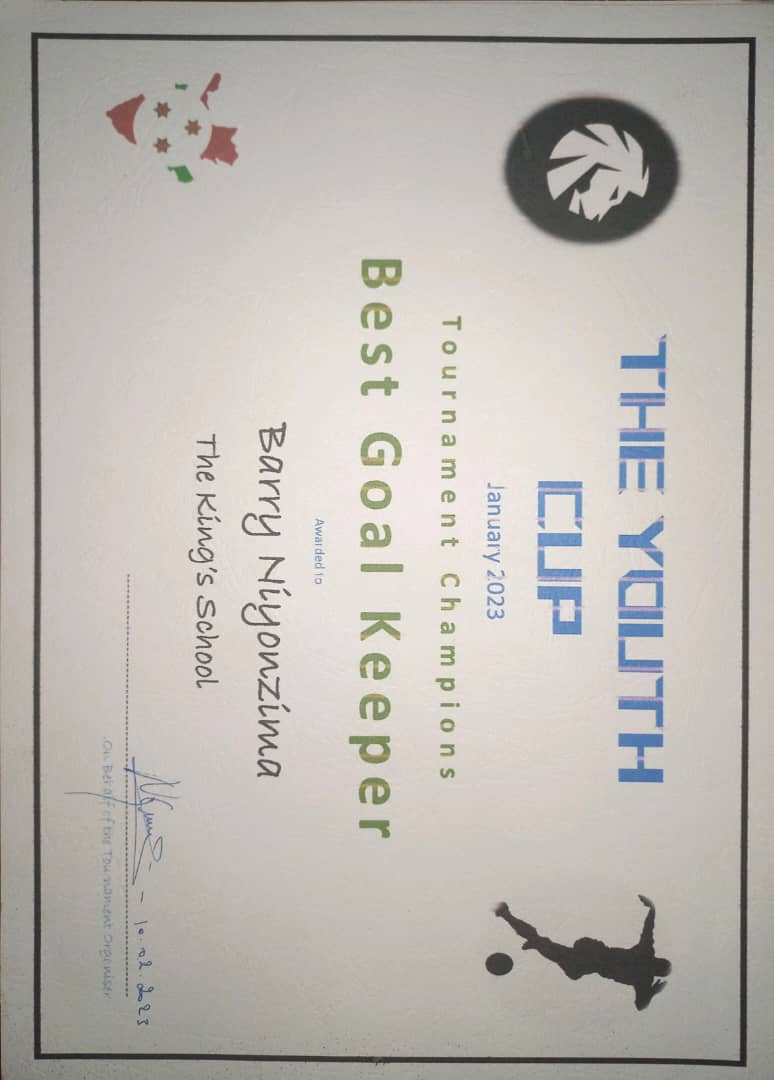 THE YOUTH
CUP
January 2023
Tournament Champions
Best Goal Keeper
Awarded to
Barry Niyonzima
The King's School
- 10.02.2023
On Behalf of the Tournament Organiser